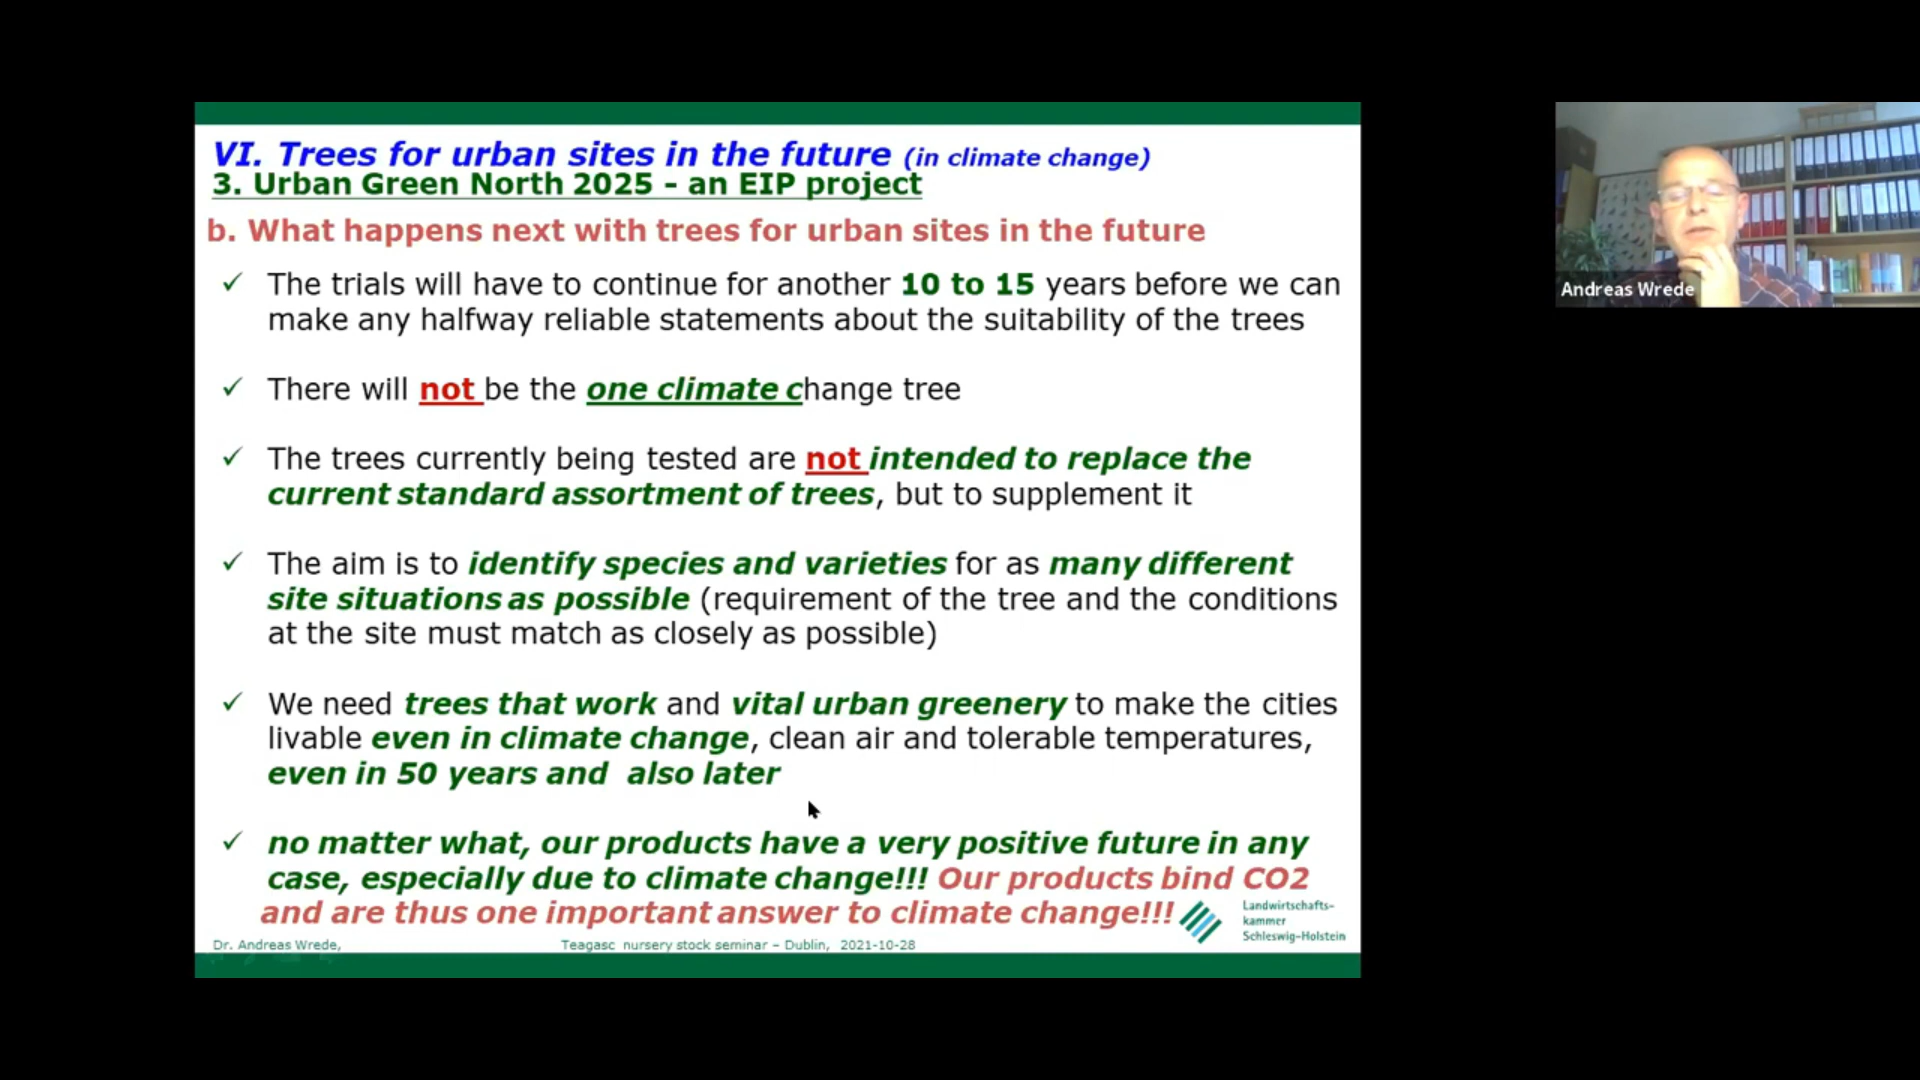 VI. Trees for urban sites in the future (in climate change)
3. Urban Green North 2025 - an EIP project
b. What happens next with trees for urban sites in the future
✓ The trials will have to continue for another 10 to 15 years before we can
make any halfway reliable statements about the suitability of the trees
✓ There will not be the one climate change tree
✓ The trees currently being tested are not intended to replace the
current standard assortment of trees, but to supplement it
✓ The aim is to identify species and varieties for as many different
site situations as possible (requirement of the tree and the conditions
at the site must match as closely as possible)
✓ We need trees that work and vital urban greenery to make the cities
livable even in climate change, clean air and tolerable temperatures,
even in 50 years and also later
✓ no matter what, our products have a very positive future in any
case, especially due to climate change!!! Our products bind CO2
and are thus one important answer to climate change!!!
Landwirtschafts-
kammer
Schleswig-Holstein
Dr. Andreas Wrede,
Teagasc nursery stock seminar – Dublin, 2021-10-28
Andreas Wrede